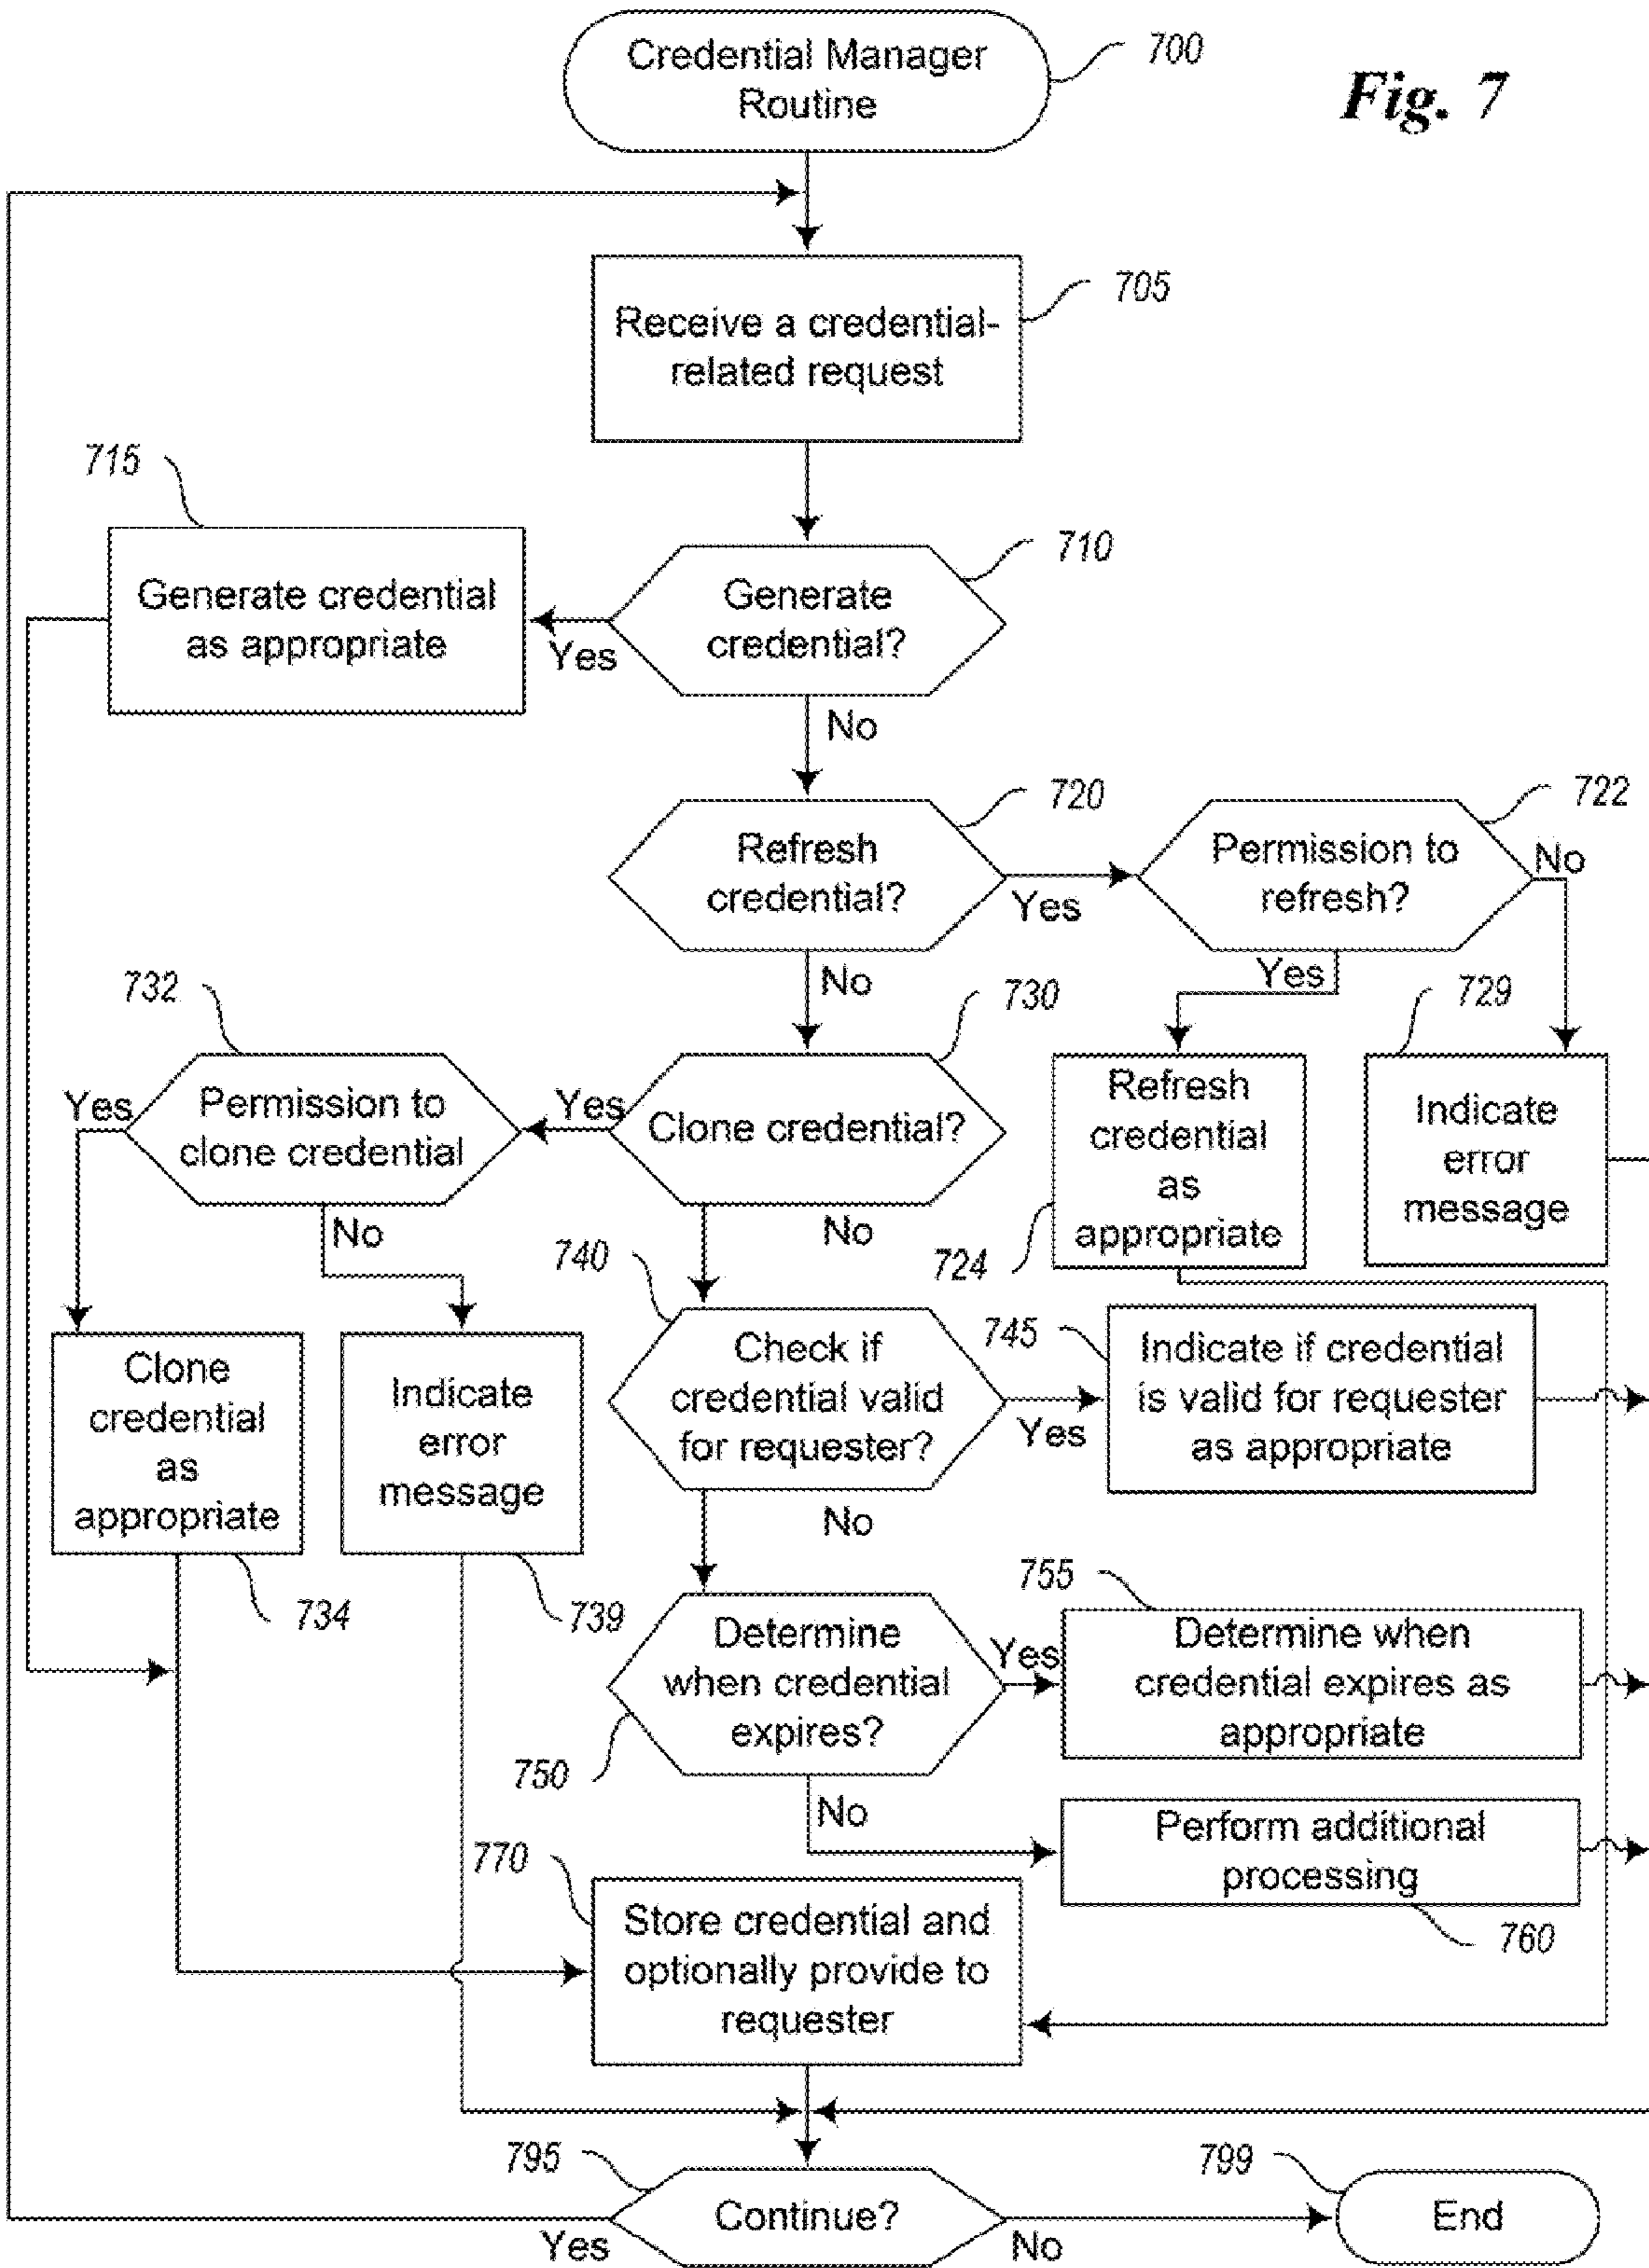 Credential Manager
Routine
700
Fig. 7
Receive a credential-
related request
705
715
Generate credential
as appropriate
Yes
Generate
credential?
710
No
Refresh
credential?
720
Yes
Permission to
refresh?
722
No
Yes
732
Permission to
clone credential
Yes
No
Yes
No
Clone credential?
730
No
Refresh
credential
as
appropriate
724
729
Indicate
error
message
740
Check if
credential valid
for requester?
Yes
745
Indicate if credential
is valid for requester
as appropriate
Clone
credential
as
appropriate
734
Indicate
error
message
739
No
Determine
when credential
expires?
750
Yes
755
Determine when
credential expires as
appropriate
No
Perform additional
processing
760
770
Store credential and
optionally provide to
requester
795
Continue?
Yes
No
799
End